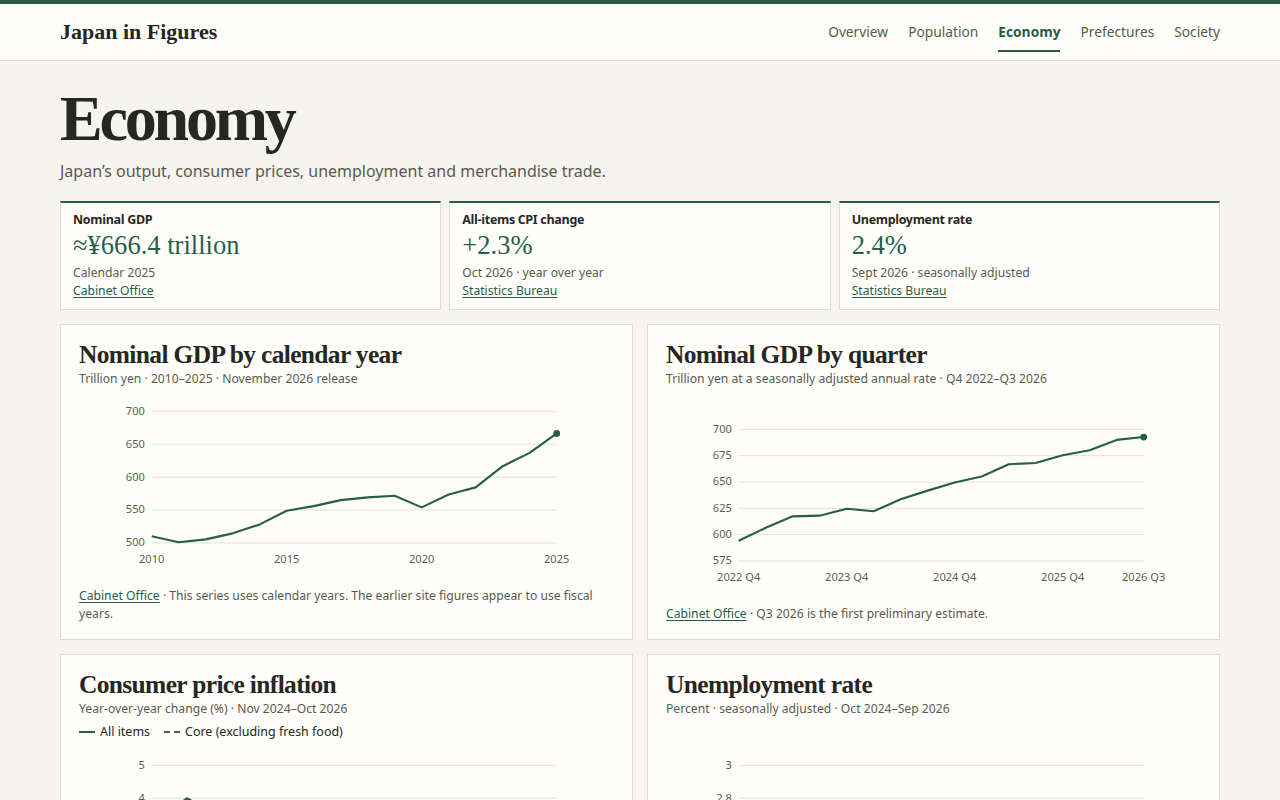 Japan in Figures
Overview Population Economy Prefectures Society
Economy
Japan’s output, consumer prices, unemployment and merchandise trade.
Nominal GDP
≈¥666.4 trillion
Calendar 2025
Cabinet Office
All-items CPI change
+2.3%
Oct 2026 · year over year
Statistics Bureau
Unemployment rate
2.4%
Sept 2026 · seasonally adjusted
Statistics Bureau
Nominal GDP by calendar year
Trillion yen · 2010–2025 · November 2026 release
700
650
600
550
500
2010 2015 2020 2025
Cabinet Office · This series uses calendar years. The earlier site figures appear to use fiscal
years.
Nominal GDP by quarter
Trillion yen at a seasonally adjusted annual rate · Q4 2022–Q3 2026
700
675
650
625
600
575
2022 Q4 2023 Q4 2024 Q4 2025 Q4 2026 Q3
Cabinet Office · Q3 2026 is the first preliminary estimate.
Consumer price inflation
Year-over-year change (%) · Nov 2024–Oct 2026
All items Core (excluding fresh food)
5
4
Unemployment rate
Percent · seasonally adjusted · Oct 2024–Sep 2026
3
2.8